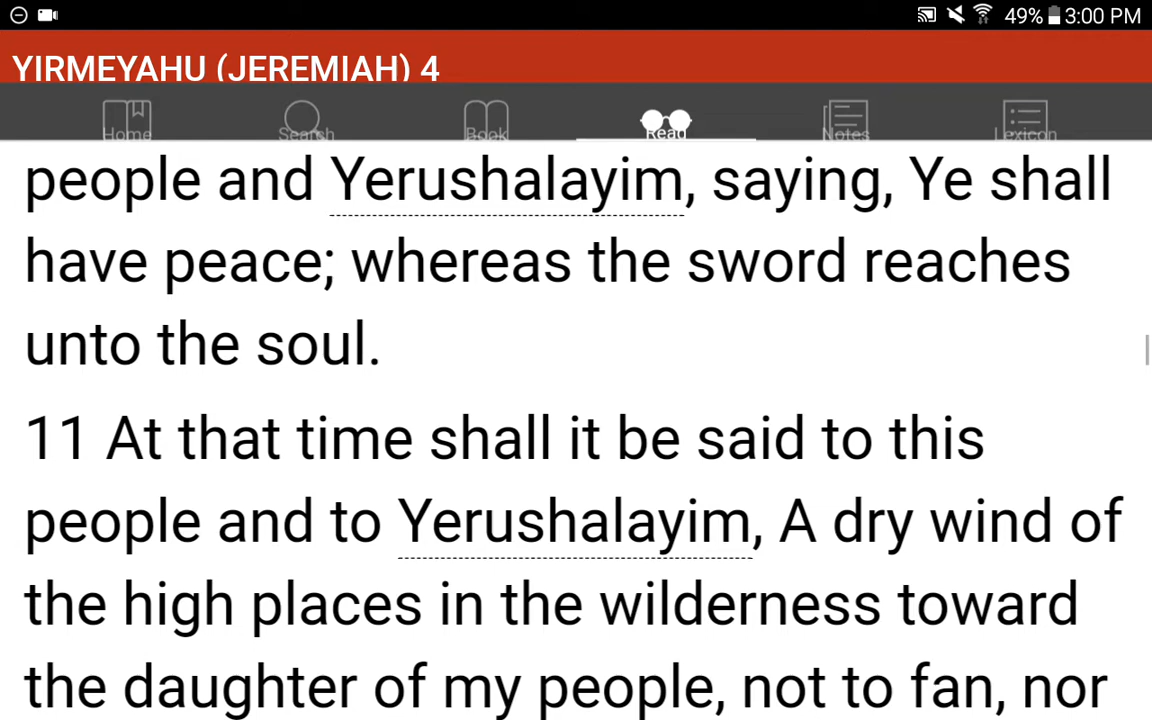 49% 3:00 PM
YIRMEYAHU (JEREMIAH) 4
Home Search Book Read Notes Lexicon
people and Yerushalayim, saying, Ye shall
have peace; whereas the sword reaches
unto the soul.
11 At that time shall it be said to this
people and to Yerushalayim, A dry wind of
the high places in the wilderness toward
the daughter of my people, not to fan, nor